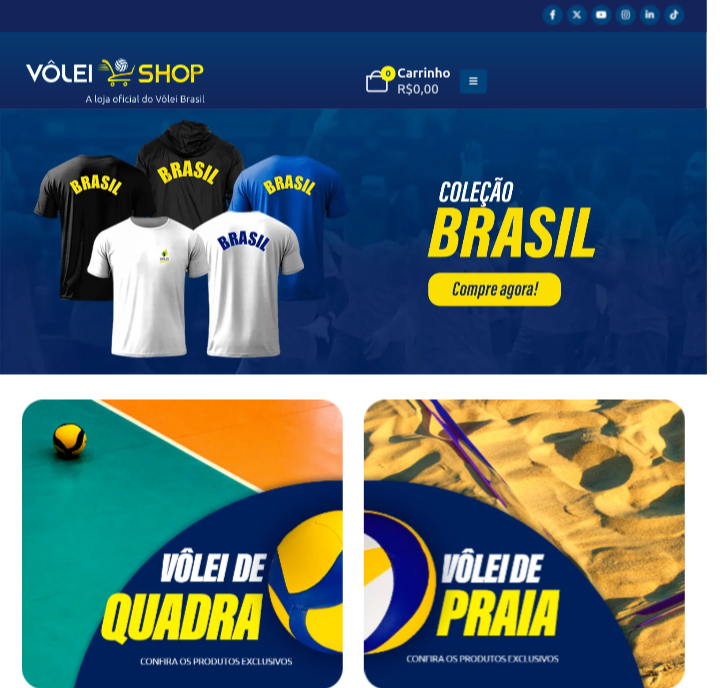 VÔLEI SHOP
A loja oficial do Vôlei Brasil
0
Carrinho
R$0,00
BRASIL
BRASIL
BRASIL
BRASIL
COLEÇÃO
BRASIL
Compre agora!
VÔLEI DE
QUADRA
CONFIRA OS PRODUTOS EXCLUSIVOS
VÔLEI DE
PRAIA
CONFIRA OS PRODUTOS EXCLUSIVOS